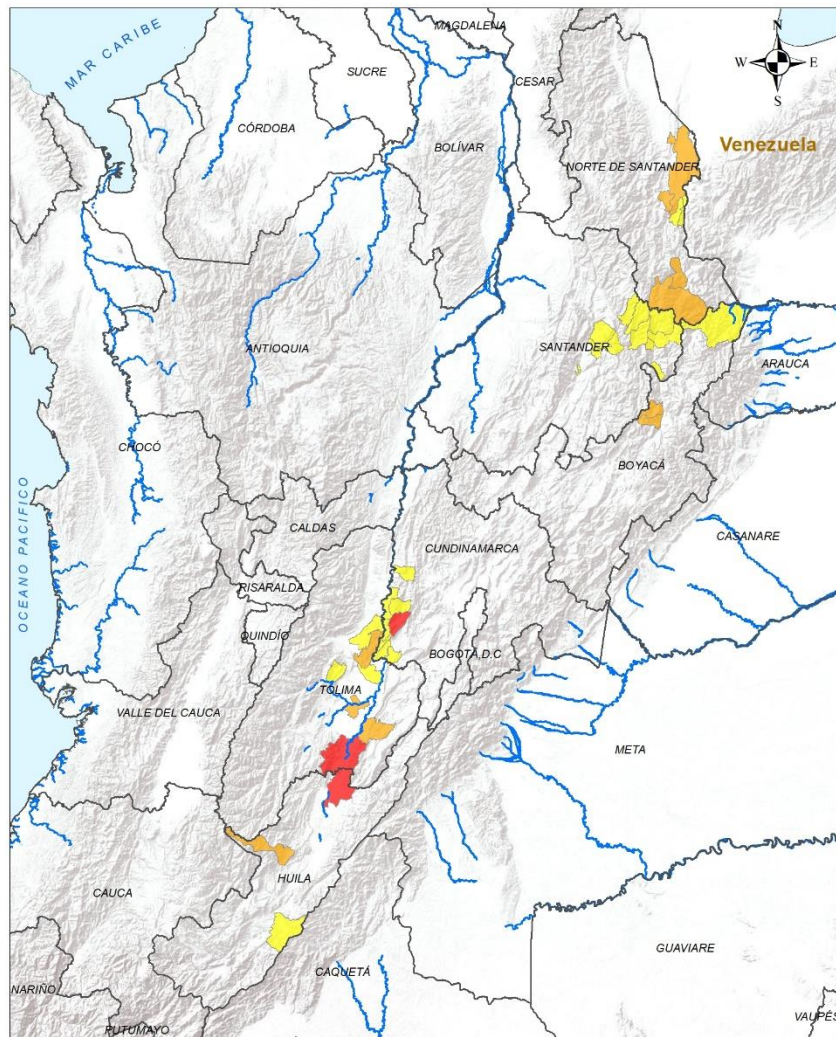 MAGDALENA
N
MAR CARIBE
SUCRE
CESAR
W
E
S
CÓRDOBA
BOLÍVAR
Venezuela
NORTE DE SANTANDER
ANTIOQUIA
SANTANDER
ARAUCA
CHOCÓ
BOYACÁ
OCEANO PACIFICO
CALDAS
CUNDINAMARCA
CASANARE
RISARALDA
QUINDÍO
BOGOTÁ, D.C
TOLIMA
VALLE DEL CAUCA
META
HUILA
CAUCA
GUAVIARE
CAQUETÁ
NARIÑO
VAUPÉS
PUTUMAYO